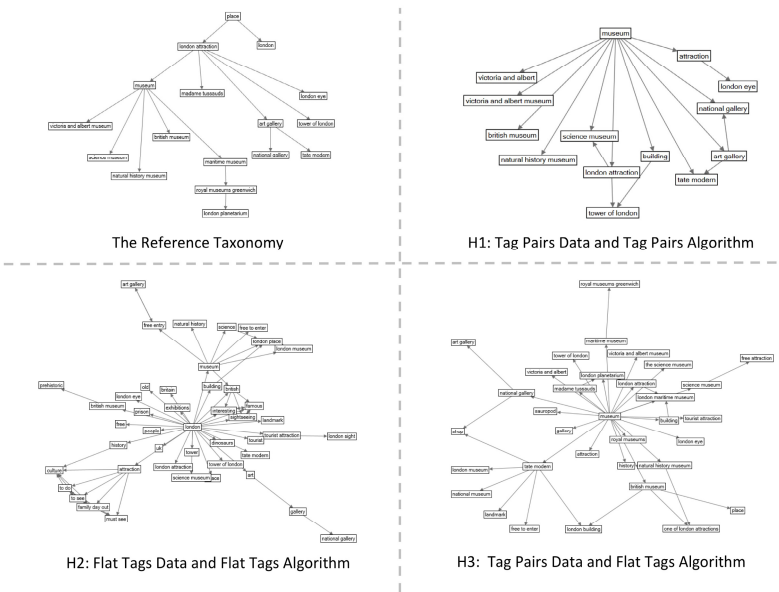 place
london attraction
london
museum
madame tussauds
london eye
victoria and albert museum
british museum
art gallery
tower of london
science museum
natural history museum
maritime museum
national gallery
tate modern
royal museums greenwich
london planetarium
The Reference Taxonomy
museum
attraction
victoria and albert
london eye
victoria and albert museum
national gallery
british museum
science museum
natural history museum
building
art gallery
london attraction
tate modern
tower of london
H1: Tag Pairs Data and Tag Pairs Algorithm
art gallery
free entry
natural history
science
free to enter
london place
london museum
museum
prehistoric
old
britain
building
british
london eye
british museum
prison
exhibitions
interesting
famous
sightseeing
landmark
free
people
london
tourist attraction
london sight
history
uk
dinosaurs
tourist
tower
tate modern
culture
attraction
london attraction
tower of london
science museum
art
to do
to see
family day out
must see
gallery
national gallery
H2: Flat Tags Data and Flat Tags Algorithm
royal museums greenwich
art gallery
maritime museum
tower of london
victoria and albert museum
free attraction
the science museum
victoria and albert
london planetarium
london attraction
science museum
national gallery
madame tussauds
london maritime museum
sauropod
museum
building
tourist attraction
gallery
royal museums
london eye
attraction
london museum
tate modern
history
natural history museum
british museum
national museum
place
landmark
free to enter
london building
one of london attractions
H3: Tag Pairs Data and Flat Tags Algorithm